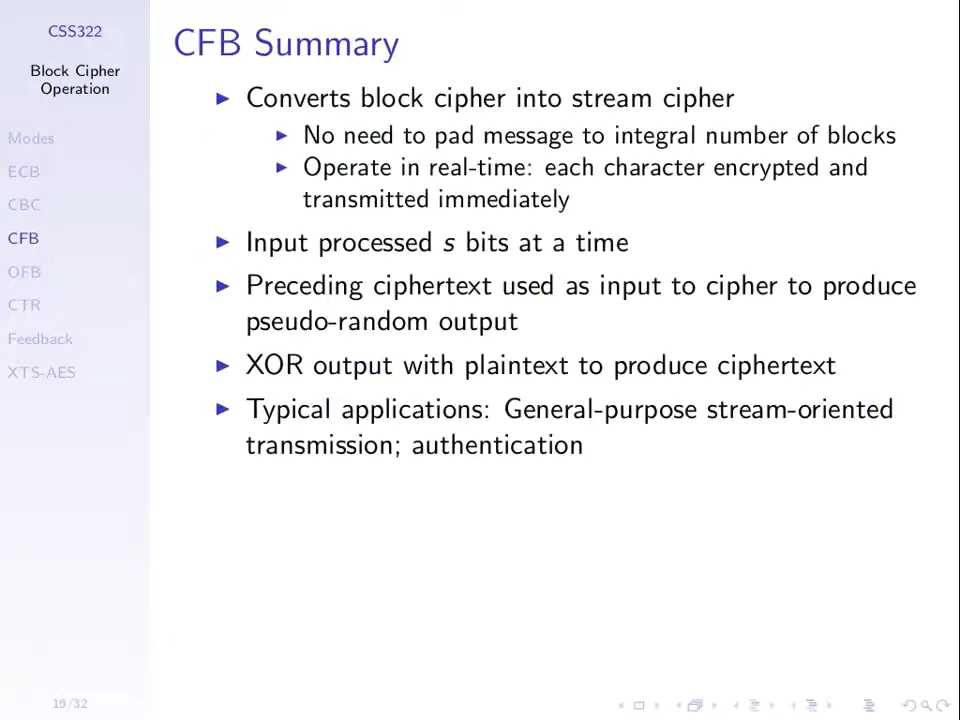 CSS322
Block Cipher
Operation
Modes
ECB
CBC
CFB
OFB
CTR
Feedback
XTS-AES
CFB Summary
Converts block cipher into stream cipher
No need to pad message to integral number of blocks
Operate in real-time: each character encrypted and
transmitted immediately
Input processed s bits at a time
Preceding ciphertext used as input to cipher to produce
pseudo-random output
XOR output with plaintext to produce ciphertext
Typical applications: General-purpose stream-oriented
transmission; authentication